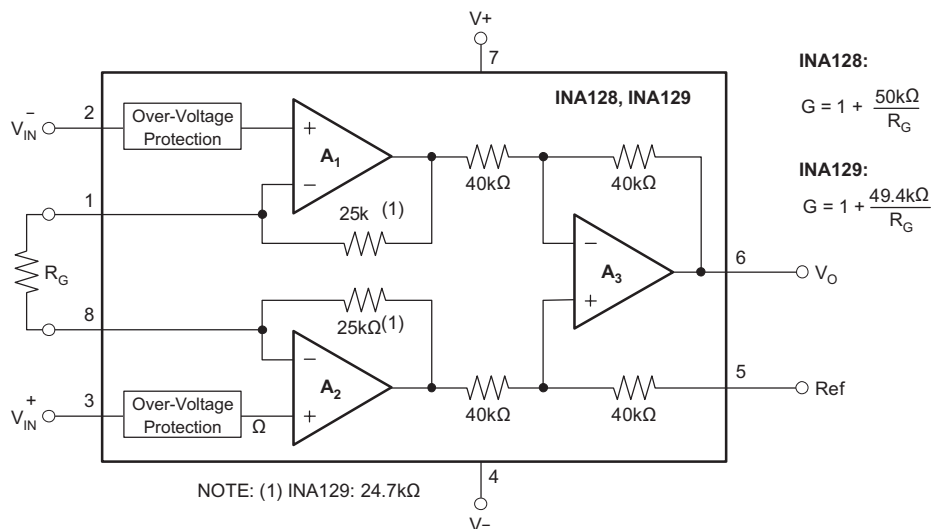 V+
7
INA128:
INA128, INA129
G = 1 + 50kΩ / R_G
V_IN^-
2
Over-Voltage
Protection
+
A1
−
40kΩ
40kΩ
INA129:
G = 1 + 49.4kΩ / R_G
1
25k (1)
R_G
−
A3
+
6
V_O
8
25kΩ(1)
−
A2
+
5
Ref
V_IN^+
3
Over-Voltage
Protection
Ω
40kΩ
40kΩ
4
NOTE: (1) INA129: 24.7kΩ
V−